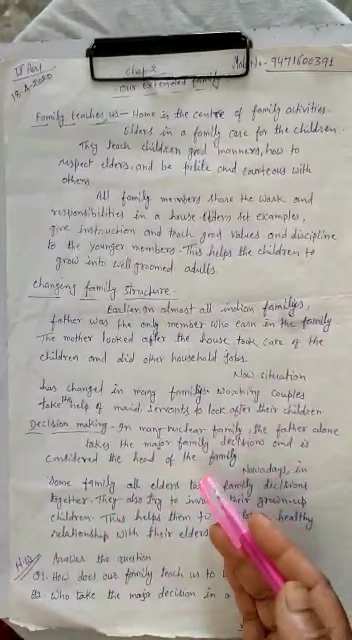 IInd Part
Mob. No - 9471600391
18-4-2020
Chap 2
Our Extended family
Family teaches us - Home is the centre of family activities.
Elders in a family care for the children.
They teach children good manners, how to
respect elders, and be polite and courteous with
others.
All family members share the work and
responsibilities in a house. Elders set examples,
give instruction and teach good values and discipline
to the younger members. This helps the children to
grow into well groomed adults.
Changing family structure.
Earlier in almost all indian families,
father was the only member who earn in the family.
The mother looked after the house took care of the
children and did other household jobs.
Now situation
has changed in many families working couples
take the help of maid servants to look after their children
Decision making - In many nuclear family, the father alone
takes the major family decisions and is
considered the head of the family
Nowadays, in
some family all elders family decisions
together. They also try to their grown-up
children. Thus helps them healthy
relationship with their elders
H.W Answer the question
Q1. How does our family teach us to
Q2. Who take the major decision in a